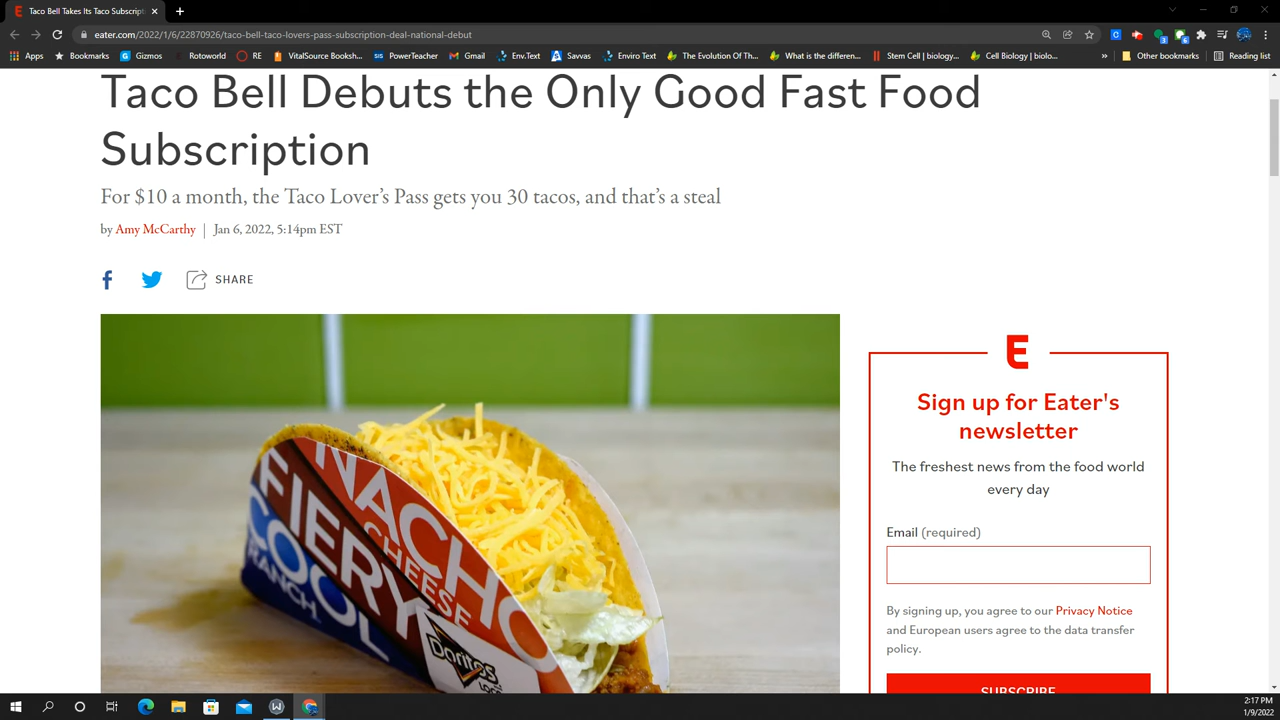 Taco Bell Takes Its Taco Subscript
eater.com/2022/1/6/22870926/taco-bell-taco-lovers-pass-subscription-deal-national-debut
Apps Bookmarks Gizmos Rotoworld RE VitalSource Booksh... PowerTeacher Gmail Env.Text Savvas Enviro Text The Evolution Of Th... What is the differen... Stem Cell | biology... Cell Biology | biolo... » Other bookmarks Reading list
Taco Bell Debuts the Only Good Fast Food
Subscription
For $10 a month, the Taco Lover's Pass gets you 30 tacos, and that's a steal
by Amy McCarthy | Jan 6, 2022, 5:14pm EST
SHARE
NACHO
CHEESE
FIERY
COOL
RANCH
Doritos
LOCOS
E
Sign up for Eater's
newsletter
The freshest news from the food world
every day
Email (required)
By signing up, you agree to our Privacy Notice
and European users agree to the data transfer
policy.
SUBSCRIBE
2:17 PM
1/9/2022